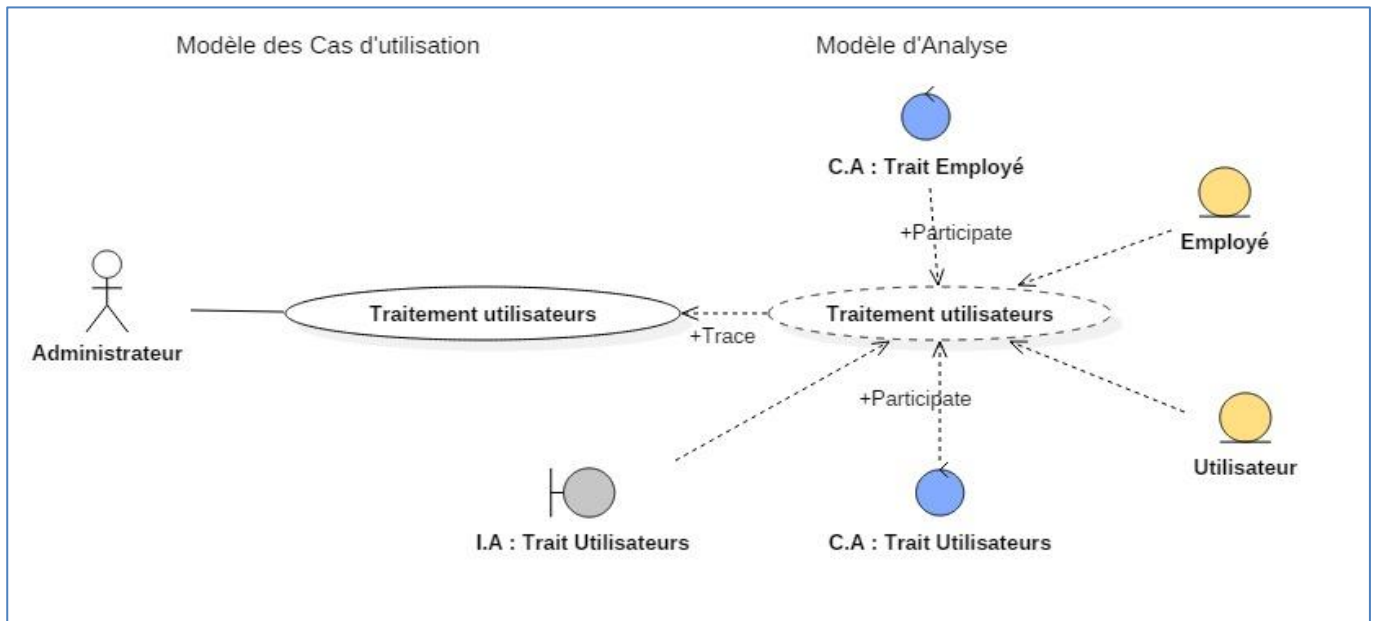 Modèle des Cas d'utilisation
Modèle d'Analyse
C.A : Trait Employé
+Participate
Employé
Administrateur
Traitement utilisateurs
+Trace
Traitement utilisateurs
+Participate
Utilisateur
I.A : Trait Utilisateurs
C.A : Trait Utilisateurs